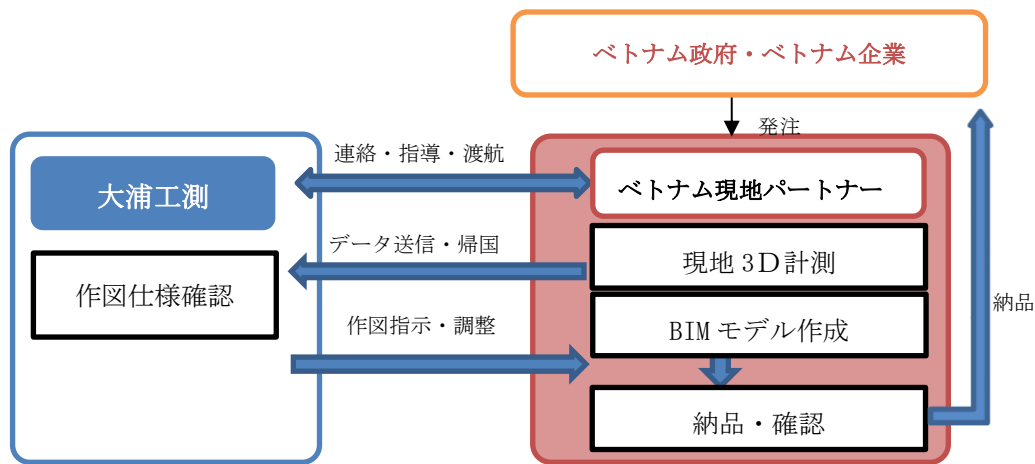 ベトナム政府・ベトナム企業
発注
連絡・指導・渡航
大浦工測
ベトナム現地パートナー
データ送信・帰国
現地 3D計測
作図仕様確認
納品
作図指示・調整
BIM モデル作成
納品・確認